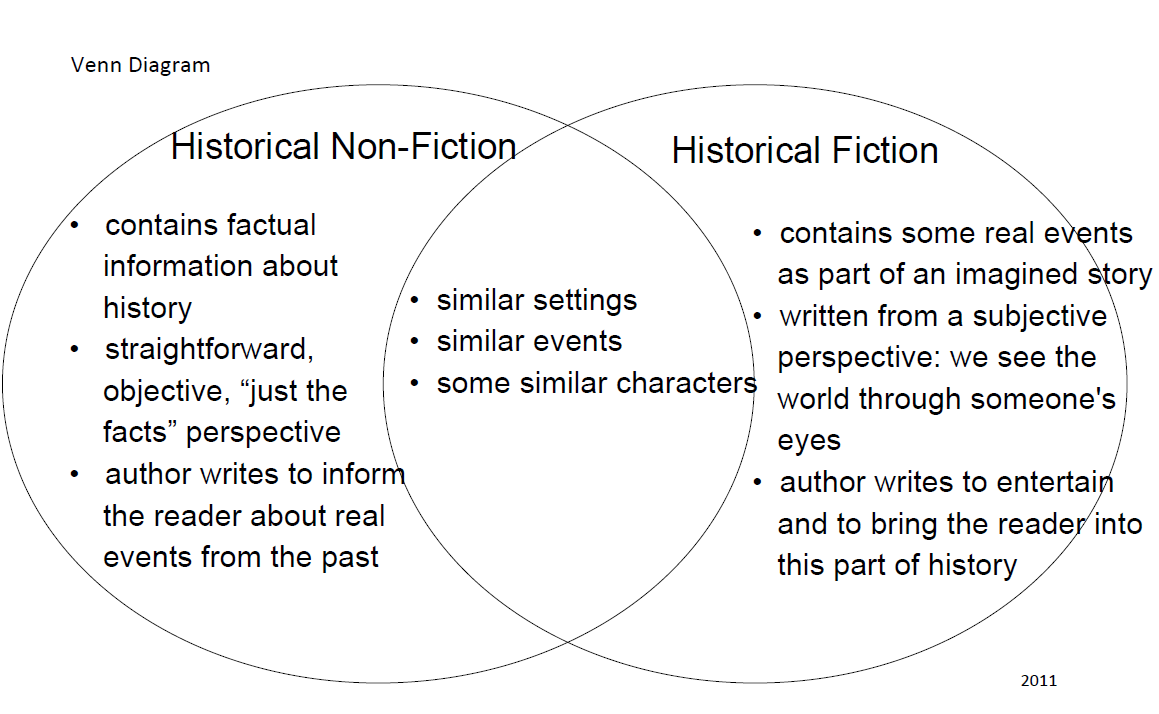 Venn Diagram
Historical Non-Fiction
• contains factual
information about
history
• straightforward,
objective, “just the
facts” perspective
• author writes to inform
the reader about real
events from the past
• similar settings
• similar events
• some similar characters
Historical Fiction
• contains some real events
as part of an imagined story
• written from a subjective
perspective: we see the
world through someone's
eyes
• author writes to entertain
and to bring the reader into
this part of history
2011